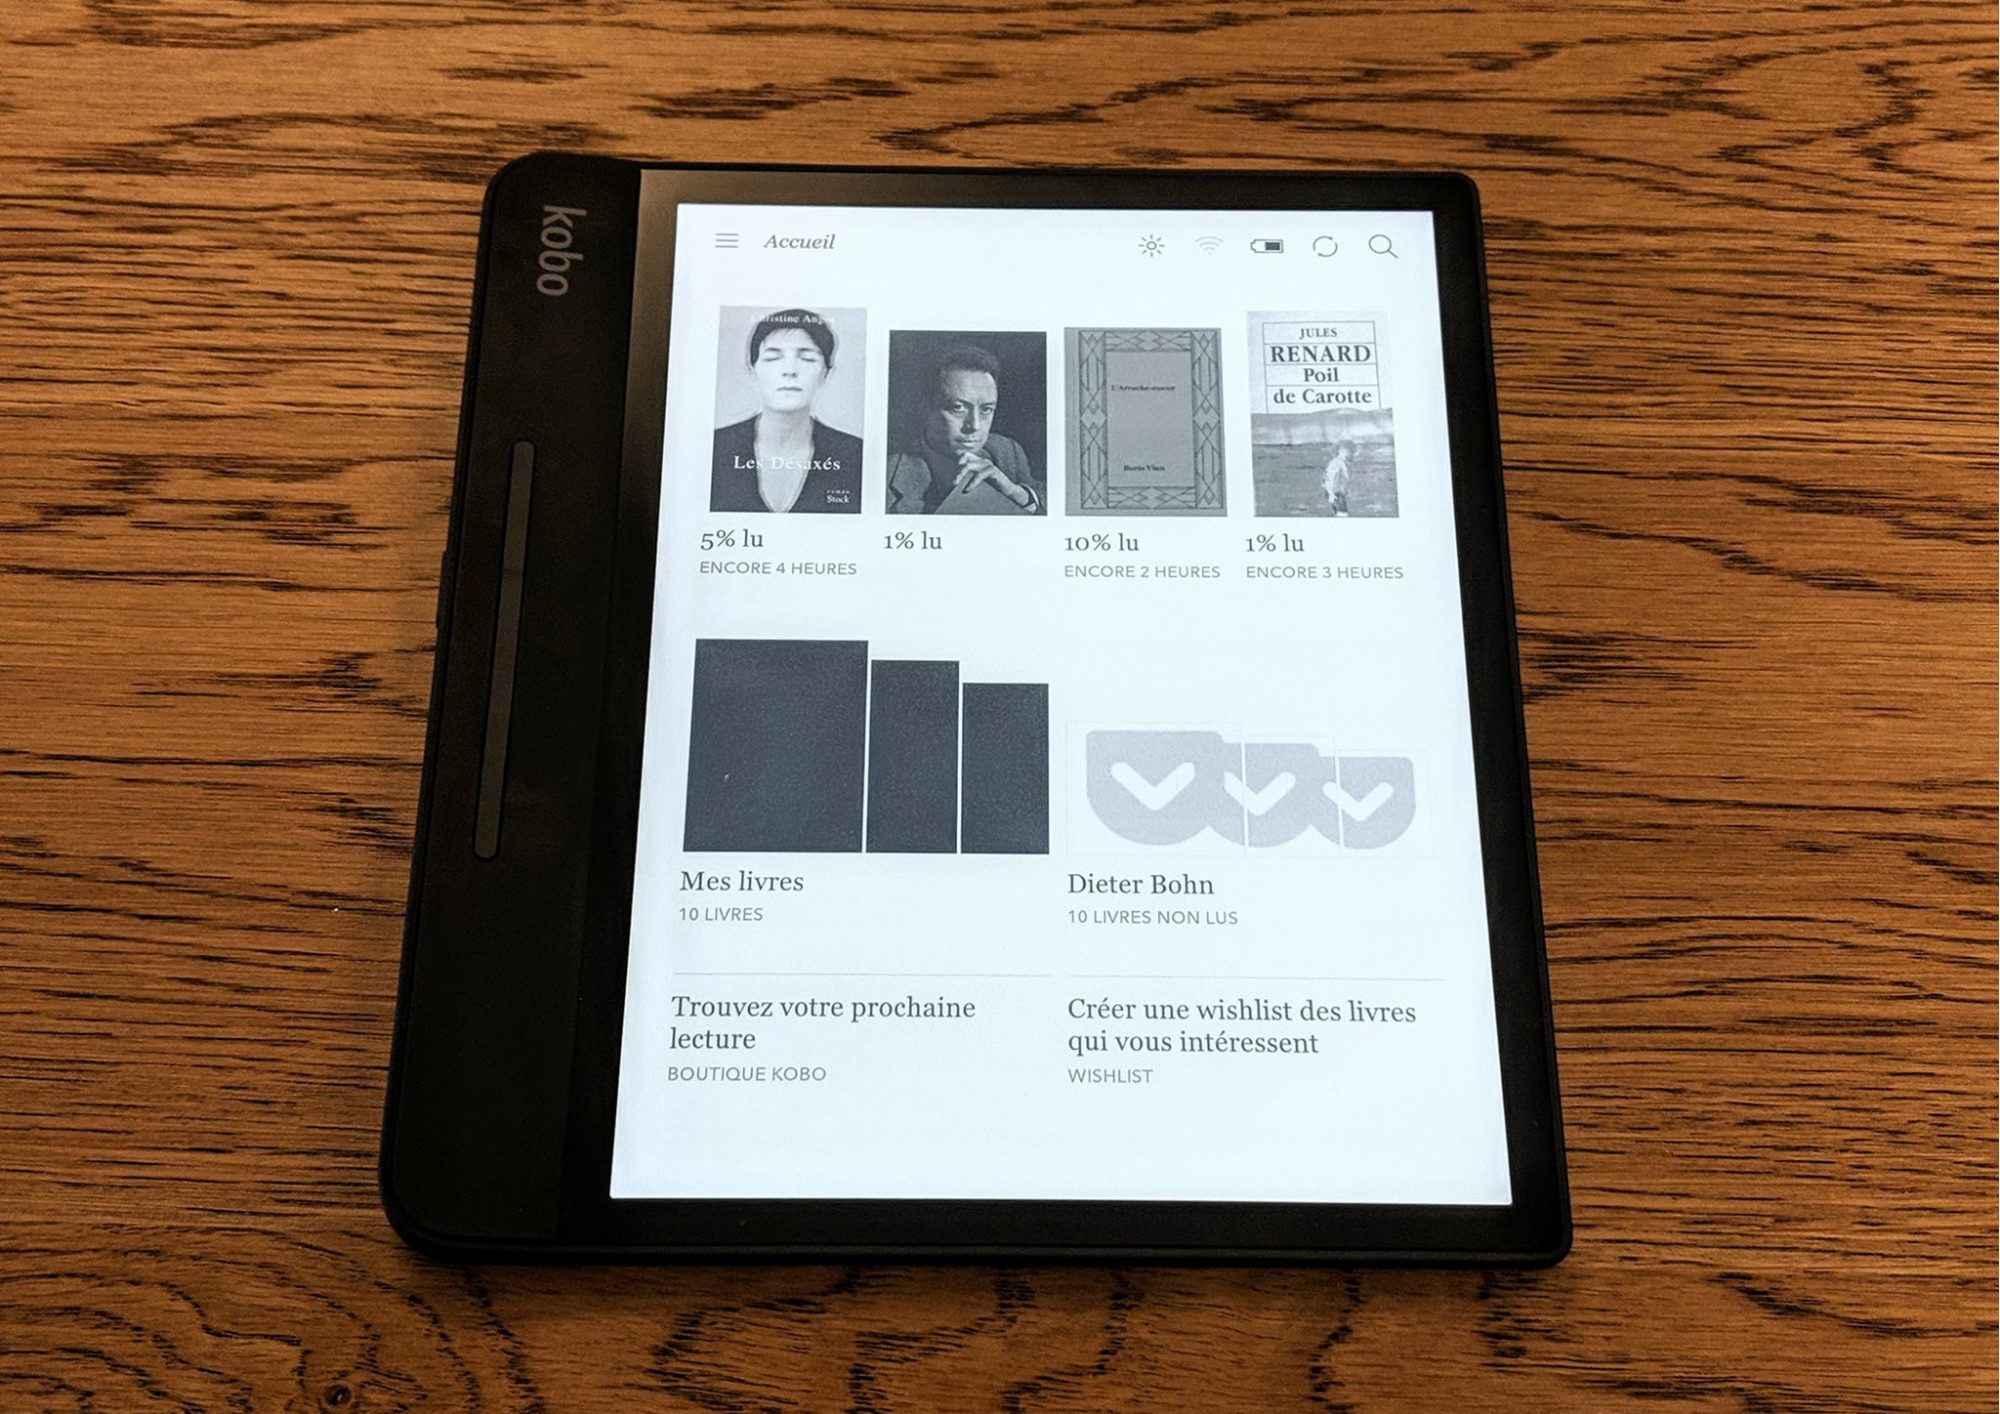 kobo
Accueil
Christine Angot
Les Désaxés
roman
Stock
L'Arrache-coeur
Boris Vian
JULES
RENARD
Poil
de Carotte
5% lu
ENCORE 4 HEURES
1% lu
10% lu
ENCORE 2 HEURES
1% lu
ENCORE 3 HEURES
Mes livres
10 LIVRES
Dieter Bohn
10 LIVRES NON LUS
Trouvez votre prochaine
lecture
BOUTIQUE KOBO
Créer une wishlist des livres
qui vous intéressent
WISHLIST